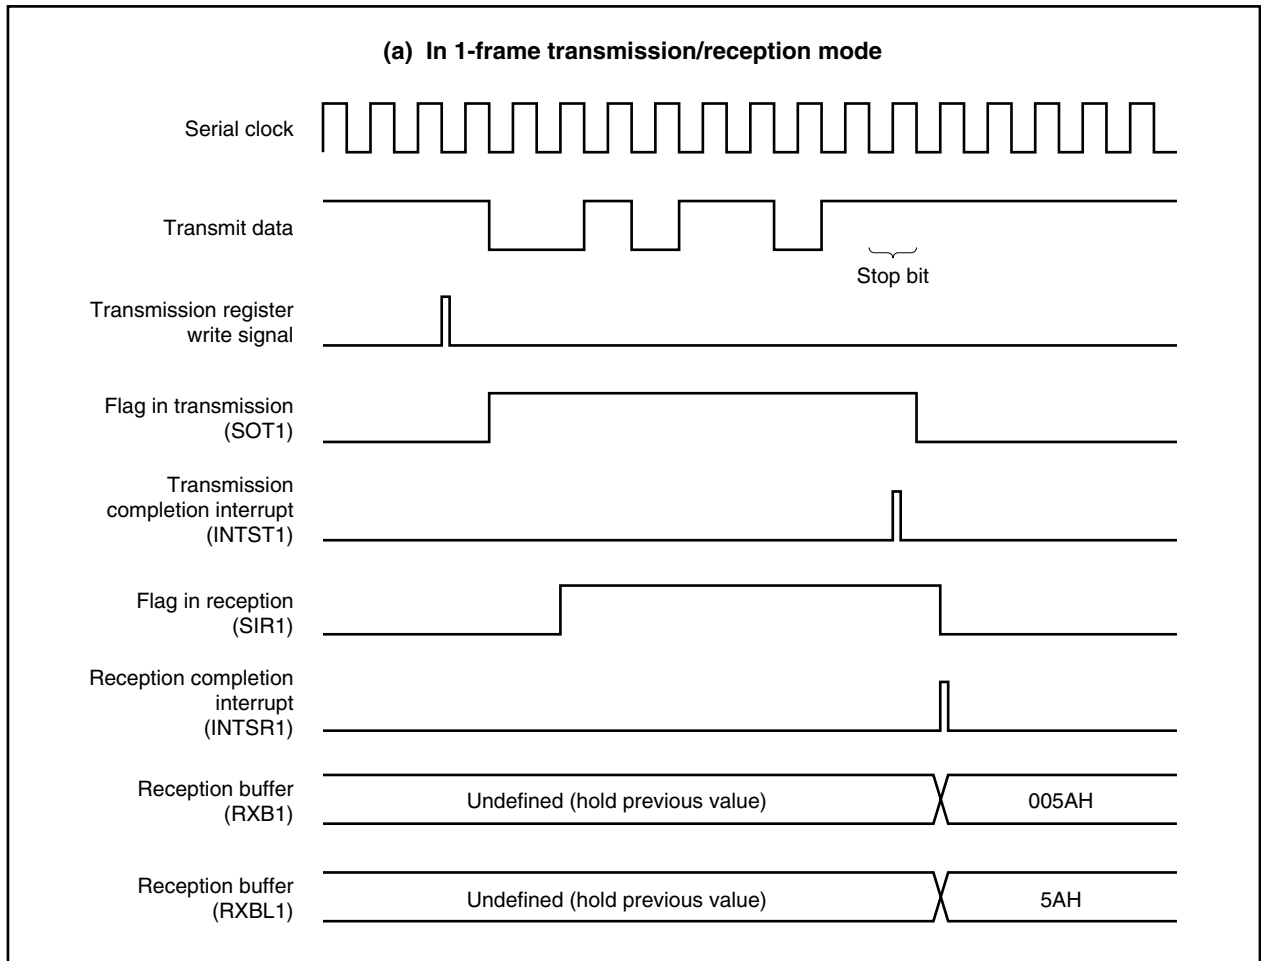 (a) In 1-frame transmission/reception mode
Serial clock
Transmit data
Stop bit
Transmission register
write signal
Flag in transmission
(SOT1)
Transmission
completion interrupt
(INTST1)
Flag in reception
(SIR1)
Reception completion
interrupt
(INTSR1)
Reception buffer
(RXB1)
Undefined (hold previous value)
005AH
Reception buffer
(RXBL1)
Undefined (hold previous value)
5AH